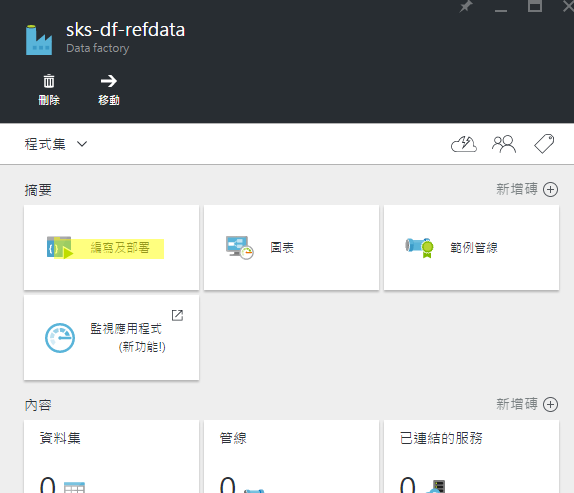 sks-df-refdata
Data factory
刪除
移動
程式集
摘要
新增磚
編寫及部署
圖表
範例管線
監視應用程式
(新功能!)
內容
新增磚
資料集
管線
已連結的服務
0
0
0